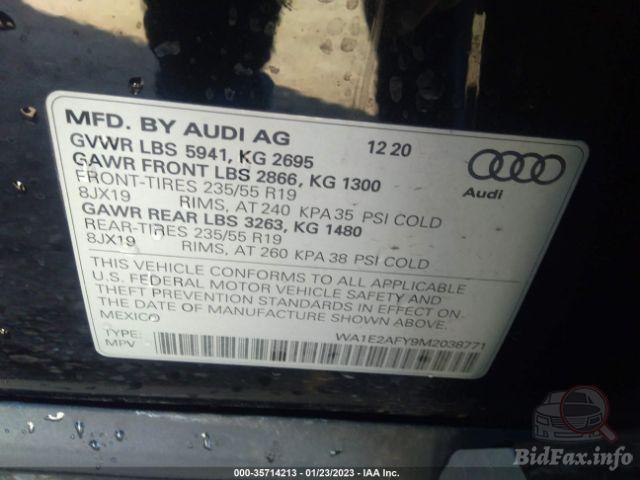 MFD. BY AUDI AG 12 20
GVWR LBS 5941, KG 2695
GAWR FRONT LBS 2866, KG 1300
FRONT-TIRES 235/55 R19
8JX19 RIMS, AT 240 KPA 35 PSI COLD
GAWR REAR LBS 3263, KG 1480
REAR-TIRES 235/55 R19
8JX19 RIMS, AT 260 KPA 38 PSI COLD
Audi
THIS VEHICLE CONFORMS TO ALL APPLICABLE
U.S. FEDERAL MOTOR VEHICLE SAFETY AND
THEFT PREVENTION STANDARDS IN EFFECT ON
THE DATE OF MANUFACTURE SHOWN ABOVE.
MEXICO
TYPE: WA1E2AFY9M2038771
MPV
BidFax.info
000-35714213 - 01/23/2023 - IAA Inc.